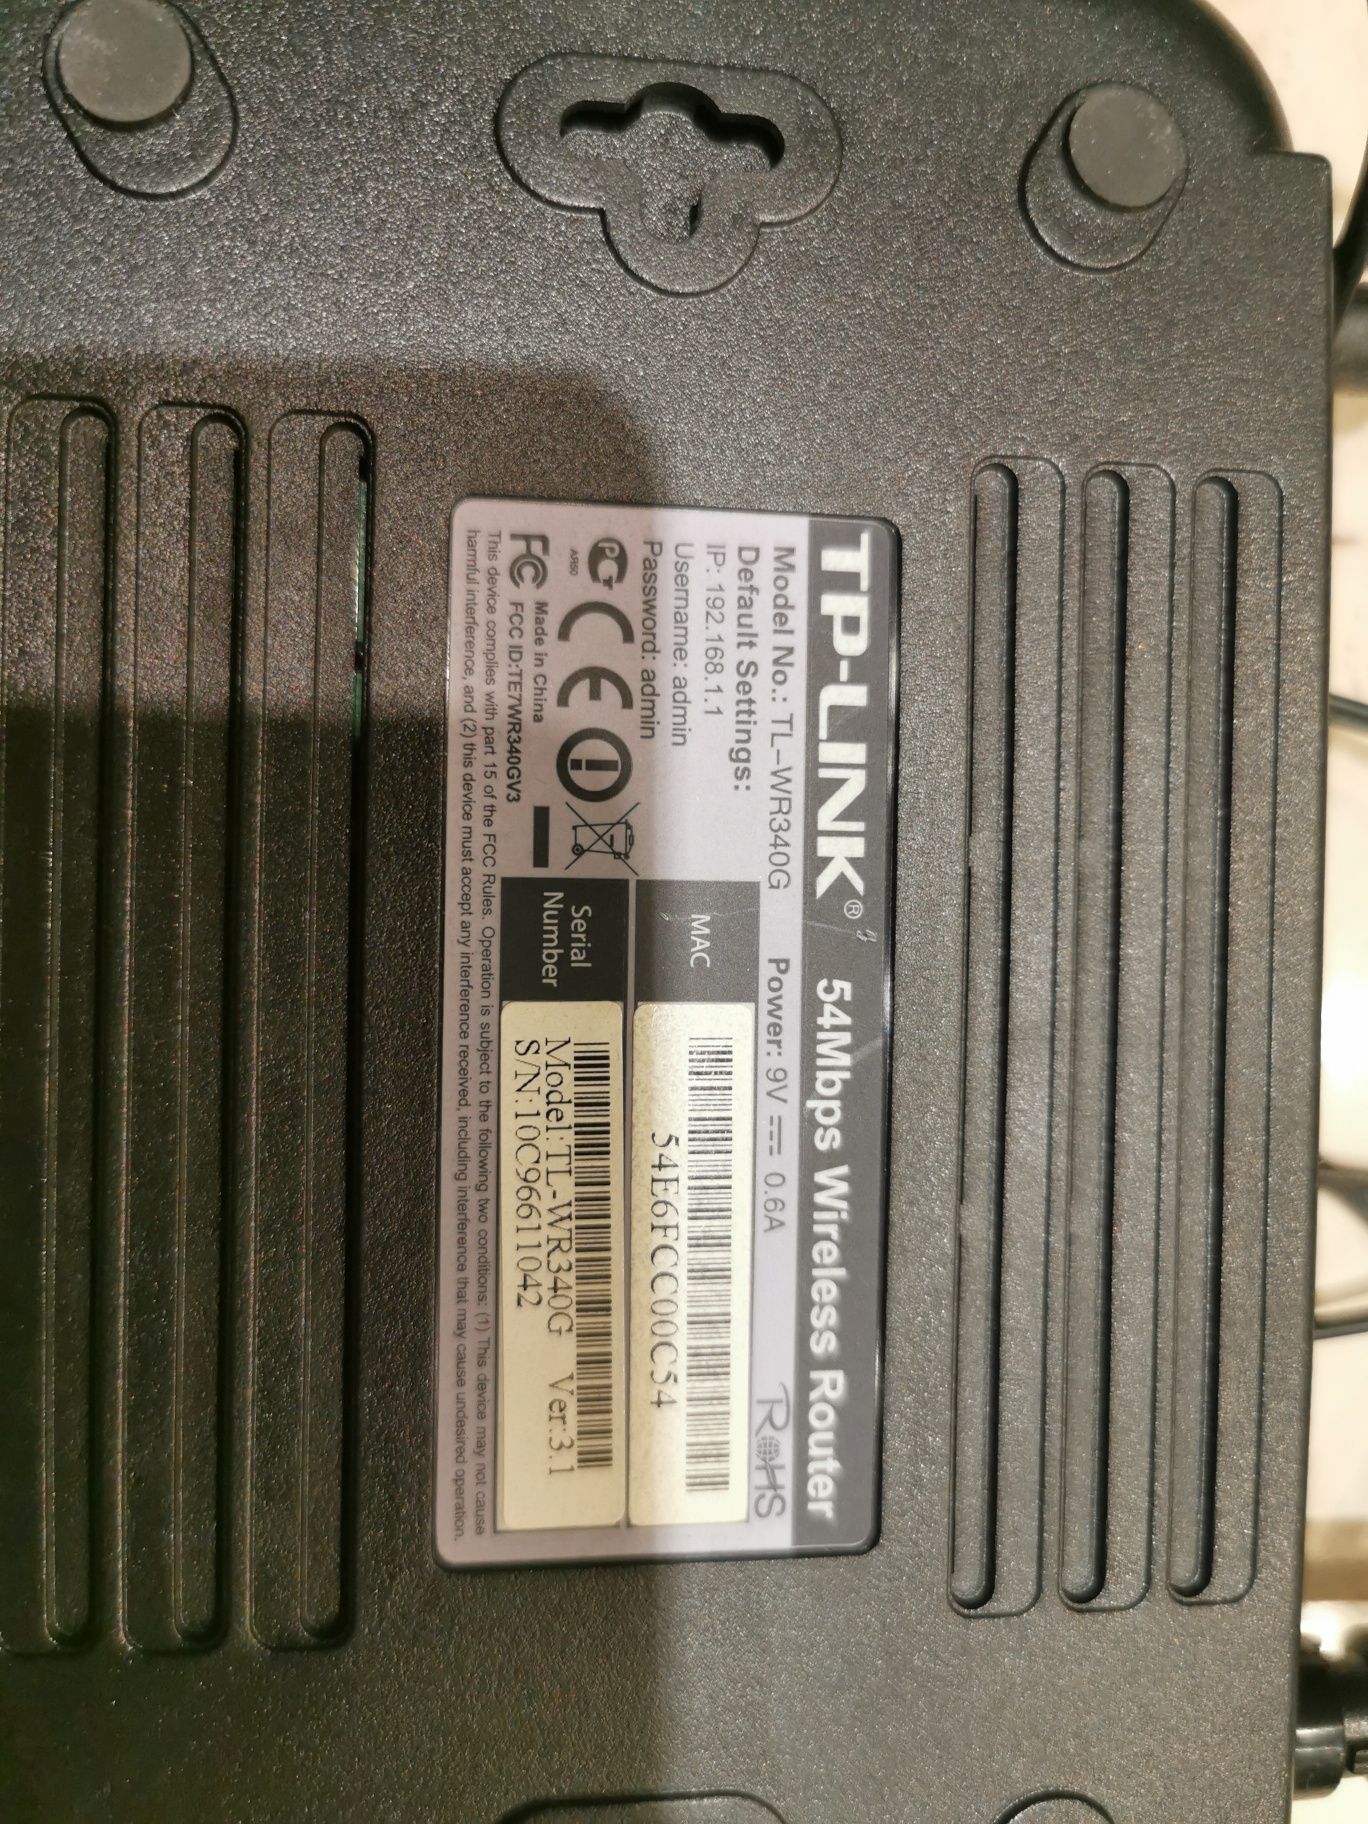 TP-LINK® 54Mbps Wireless Router
Model No.: TL-WR340G Power: 9V ⎓ 0.6A RoHS
Default Settings:
IP: 192.168.1.1
Username: admin
Password: admin
MAC
54E6FCC00C54
CE
Serial
Number
Model:TL-WR340G Ver:3.1
S/N:10C96611042
FC Made in China
FCC ID:TE7WR340GV3
This device complies with part 15 of the FCC Rules. Operation is subject to the following two conditions: (1) This device may not cause
harmful interference, and (2) this device must accept any interference received, including interference that may cause undesired operation.